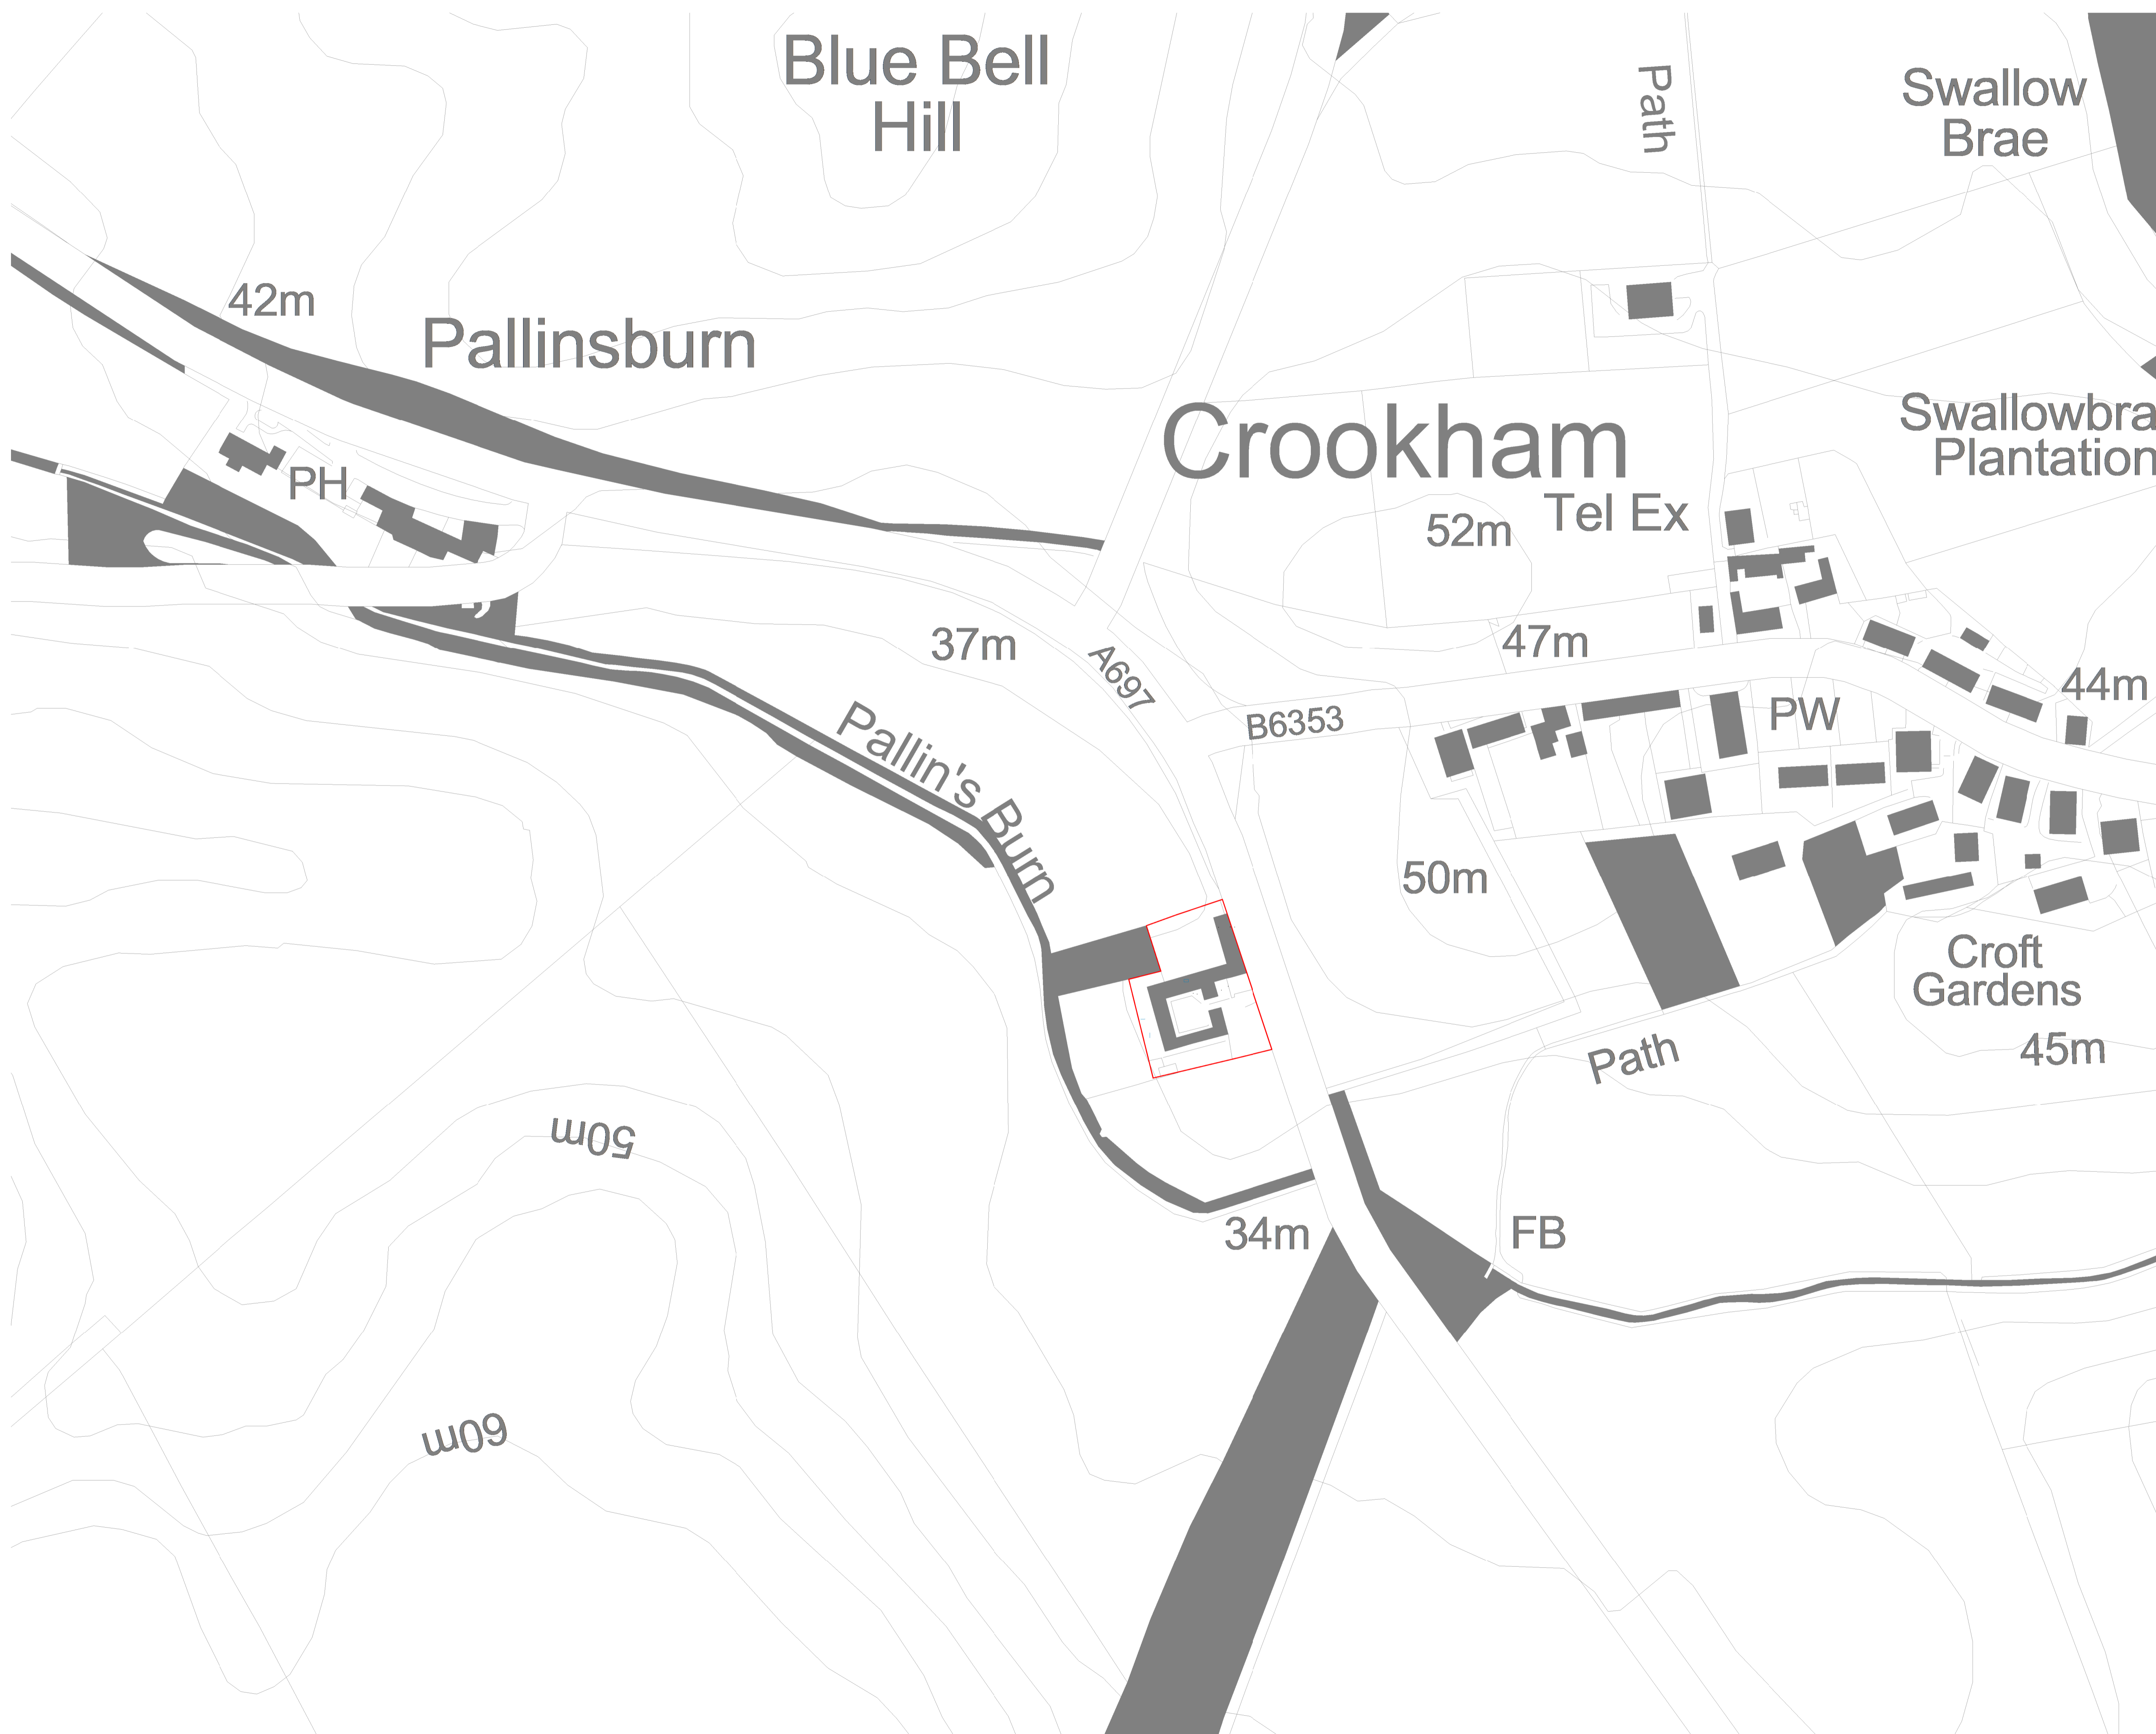 Blue Bell
Hill
Path
Swallow
Brae
42m
Pallinsburn
Crookham
Tel Ex
52m
Swallowbra
Plantation
PH
37m
A697
47m
44m
B6353
PW
Pallin's Burn
50m
Croft
Gardens
45m
Path
50m
34m
FB
60m